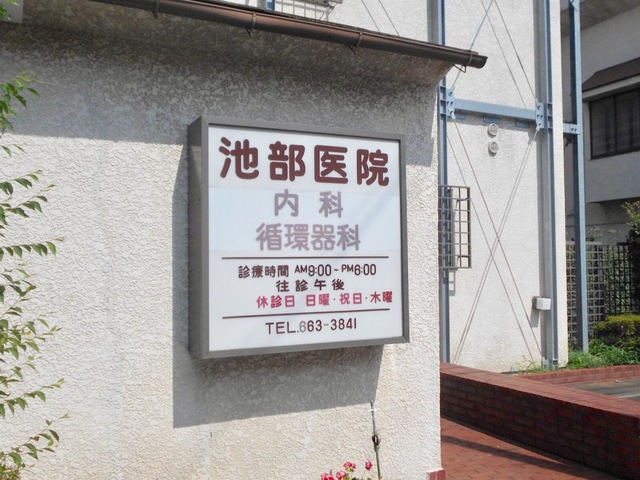 池部医院
内科
循環器科
診療時間 AM9:00~PM6:00
往診午後
休診日 日曜・祝日・木曜
TEL.663-3841